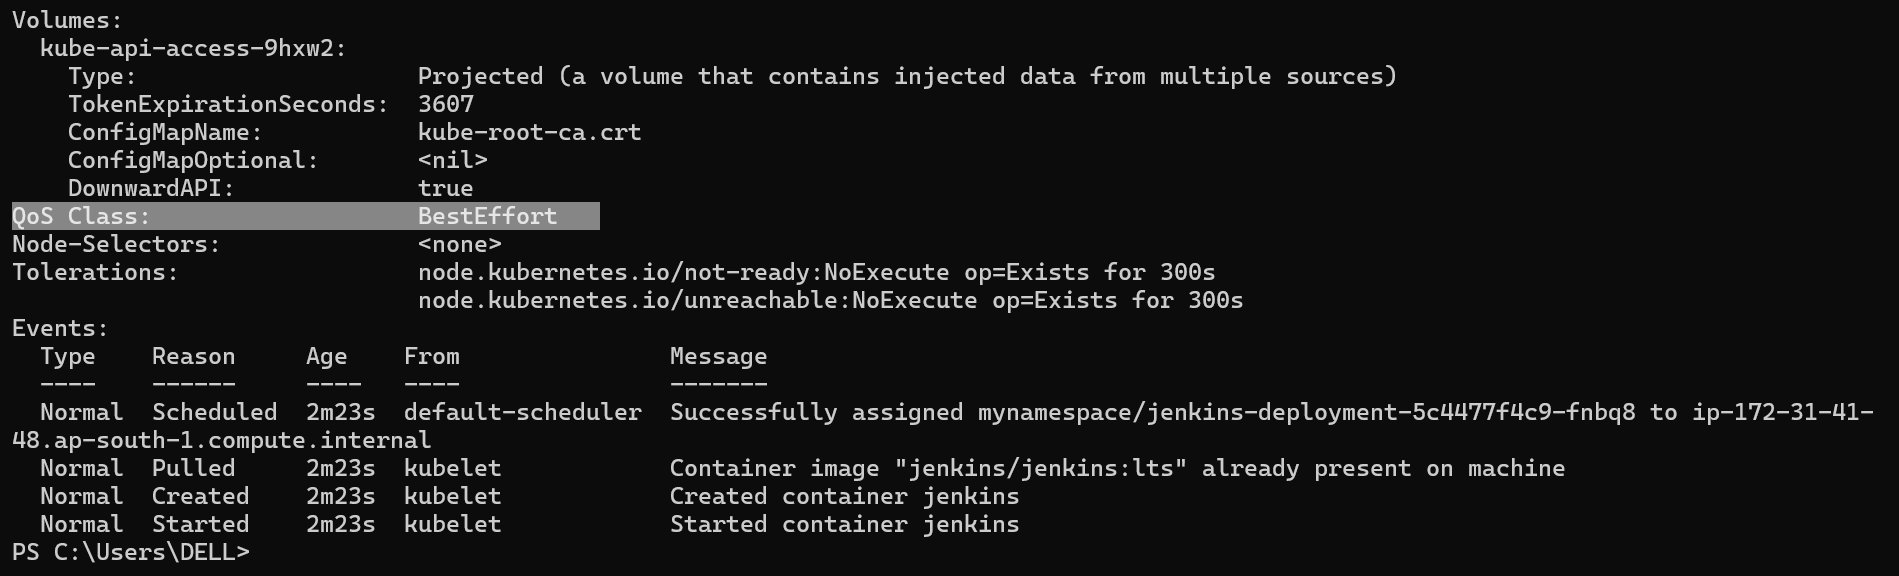 Volumes:
  kube-api-access-9hxw2:
    Type:                    Projected (a volume that contains injected data from multiple sources)
    TokenExpirationSeconds:  3607
    ConfigMapName:           kube-root-ca.crt
    ConfigMapOptional:       <nil>
    DownwardAPI:             true
QoS Class:                   BestEffort
Node-Selectors:              <none>
Tolerations:                 node.kubernetes.io/not-ready:NoExecute op=Exists for 300s
                             node.kubernetes.io/unreachable:NoExecute op=Exists for 300s
Events:
  Type    Reason     Age   From               Message
  ----    ------     ----  ----               -------
  Normal  Scheduled  2m23s  default-scheduler  Successfully assigned mynamespace/jenkins-deployment-5c4477f4c9-fnbq8 to ip-172-31-41-
48.ap-south-1.compute.internal
  Normal  Pulled     2m23s  kubelet            Container image "jenkins/jenkins:lts" already present on machine
  Normal  Created    2m23s  kubelet            Created container jenkins
  Normal  Started    2m23s  kubelet            Started container jenkins
PS C:\Users\DELL>